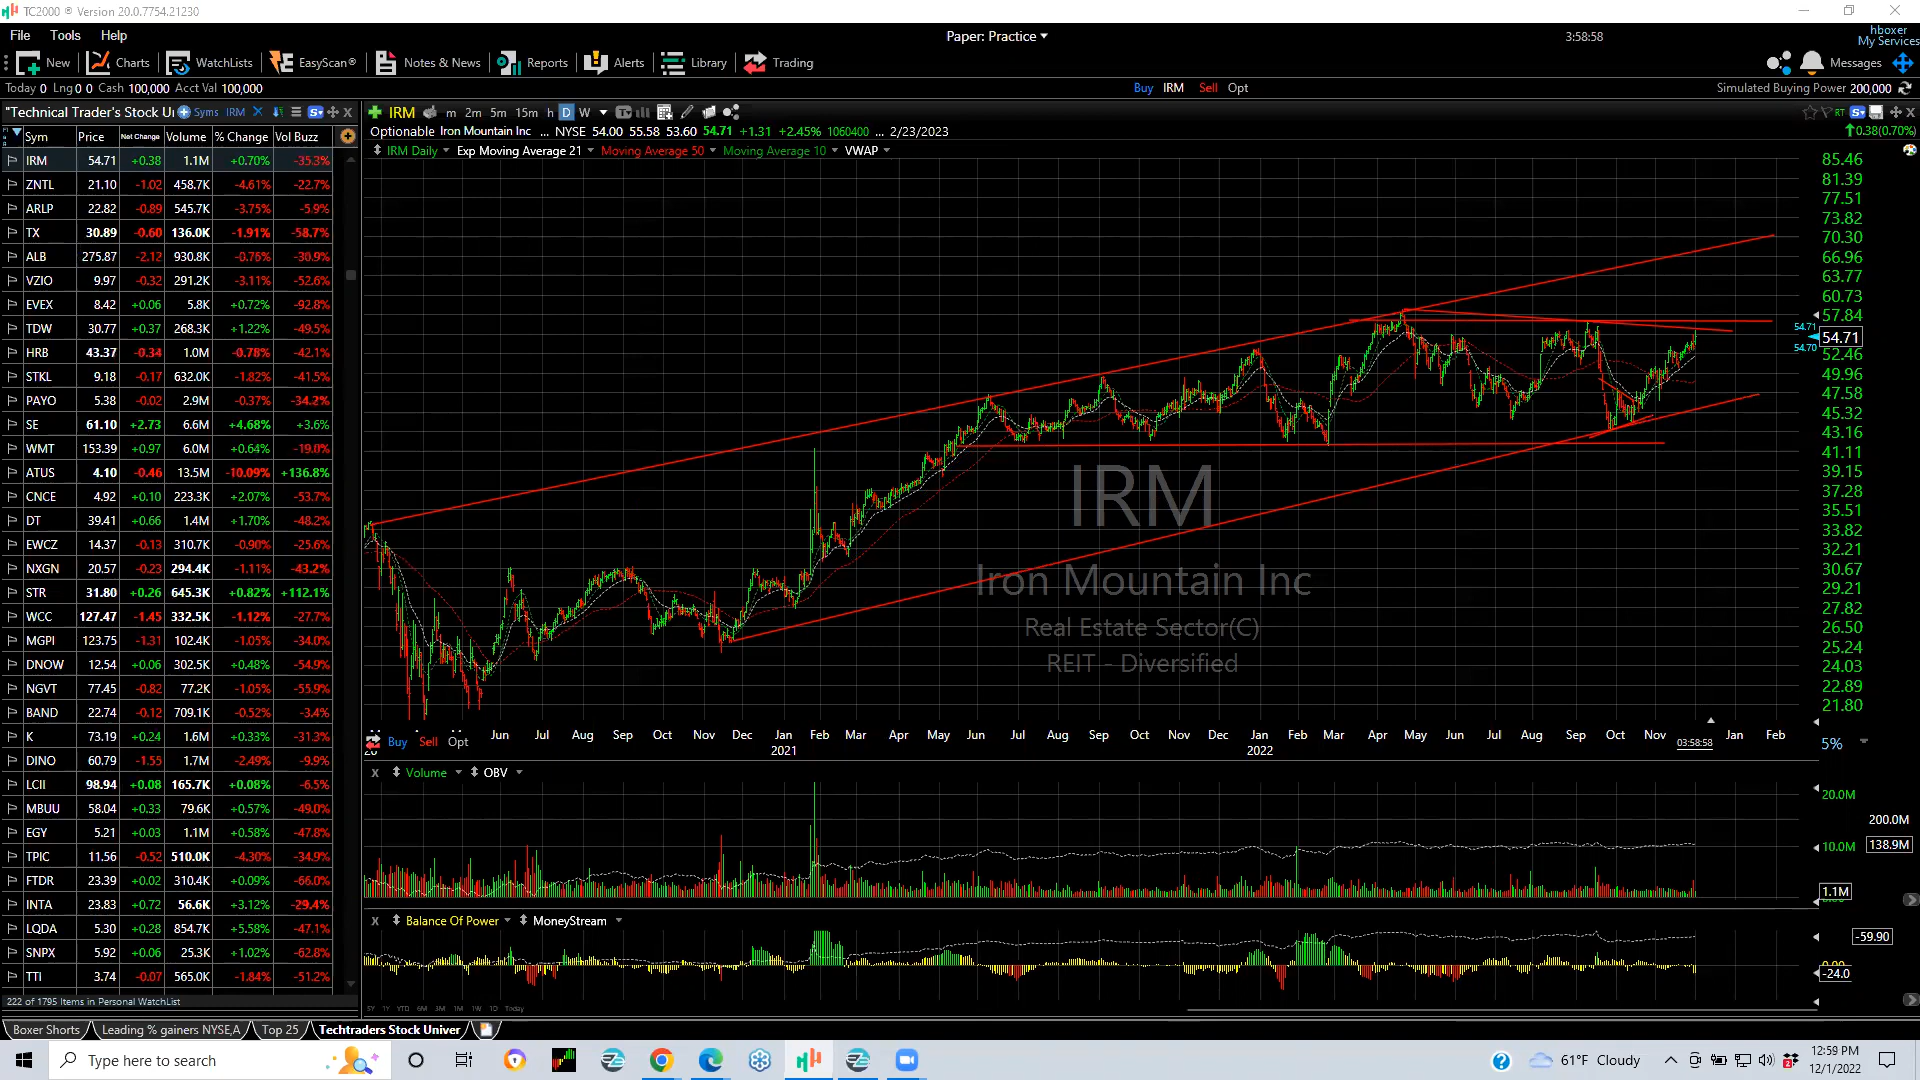 TC2000 ® Version 20.0.7754.21230
File Tools Help
Paper: Practice
3:58:58
hboxer
My Services
New Charts WatchLists EasyScan® Notes & News Reports Alerts Library Trading
Messages
Today 0 Lng 0 0 Cash 100,000 Acct Val 100,000
Buy IRM Sell Opt
Simulated Buying Power 200,000
"Technical Trader's Stock Ui Syms IRM
IRM m 2m 5m 15m h D W
RT
Optionable Iron Mountain Inc ... NYSE 54.00 55.58 53.60 54.71 +1.31 +2.45% 1060400 ... 2/23/2023
0.38(0.70%)
Sym Price Net Change Volume % Change Vol Buzz
IRM Daily Exp Moving Average 21 Moving Average 50 Moving Average 10 VWAP
IRM 54.71 +0.38 1.1M +0.70% -35.3%
ZNTL 21.10 -1.02 458.7K -4.61% -22.7%
ARLP 22.82 -0.89 545.7K -3.75% -5.9%
TX 30.89 -0.60 136.0K -1.91% -58.7%
ALB 275.87 -2.12 930.8K -0.76% -30.9%
VZIO 9.97 -0.32 291.2K -3.11% -52.6%
EVEX 8.42 +0.06 5.8K +0.72% -92.8%
TDW 30.77 +0.37 268.3K +1.22% -49.5%
HRB 43.37 -0.34 1.0M -0.78% -42.1%
STKL 9.18 -0.17 632.0K -1.82% -41.5%
PAYO 5.38 -0.02 2.9M -0.37% -34.2%
SE 61.10 +2.73 6.6M +4.68% +3.6%
WMT 153.39 +0.97 6.0M +0.64% -19.0%
ATUS 4.10 -0.46 13.5M -10.09% +136.8%
CNCE 4.92 +0.10 223.3K +2.07% -53.7%
DT 39.41 +0.66 1.4M +1.70% -48.2%
EWCZ 14.37 -0.13 310.7K -0.90% -25.6%
NXGN 20.57 -0.23 294.4K -1.11% -43.2%
STR 31.80 +0.26 645.3K +0.82% +112.1%
WCC 127.47 -1.45 332.5K -1.12% -27.7%
MGPI 123.75 -1.31 102.4K -1.05% -34.0%
DNOW 12.54 +0.06 302.5K +0.48% -54.9%
NGVT 77.45 -0.82 77.2K -1.05% -55.9%
BAND 22.74 -0.12 709.1K -0.52% -3.4%
K 73.19 +0.24 1.6M +0.33% -31.3%
DINO 60.79 -1.55 1.7M -2.49% -9.9%
LCII 98.94 +0.08 165.7K +0.08% -6.5%
MBUU 58.04 +0.33 79.6K +0.57% -49.0%
EGY 5.21 +0.03 1.1M +0.58% -47.8%
TPIC 11.56 -0.52 510.0K -4.30% -34.9%
FTDR 23.39 +0.02 310.4K +0.09% -66.0%
INTA 23.83 +0.72 56.6K +3.12% -29.4%
LQDA 5.30 +0.28 854.7K +5.58% -47.1%
SNPX 5.92 +0.06 25.3K +1.02% -62.8%
TTI 3.74 -0.07 565.0K -1.84% -51.2%
222 of 1795 Items in Personal WatchList
85.46
81.39
77.51
73.82
70.30
66.96
63.77
60.73
57.84
54.71 54.71
54.70
52.46
49.96
47.58
45.32
43.16
41.11
39.15
37.28
35.51
33.82
32.21
30.67
29.21
27.82
26.50
25.24
24.03
22.89
21.80
IRM
Iron Mountain Inc
Real Estate Sector(C)
REIT - Diversified
Buy Sell Opt
Jun Jul Aug Sep Oct Nov Dec Jan Feb Mar Apr May Jun Jul Aug Sep Oct Nov Dec Jan Feb Mar Apr May Jun Jul Aug Sep Oct Nov 03:58:58 Jan Feb
20 2021 2022
5%
x Volume OBV
20.0M
200.0M
10.0M 138.9M
1.1M
x Balance Of Power MoneyStream
-59.90
-24.0
5Y 1Y YTD 6M 3M 1M 1W 1D Today
Boxer Shorts Leading % gainers NYSE,A Top 25 Techtraders Stock Univer
Type here to search
61°F Cloudy
12:59 PM
12/1/2022